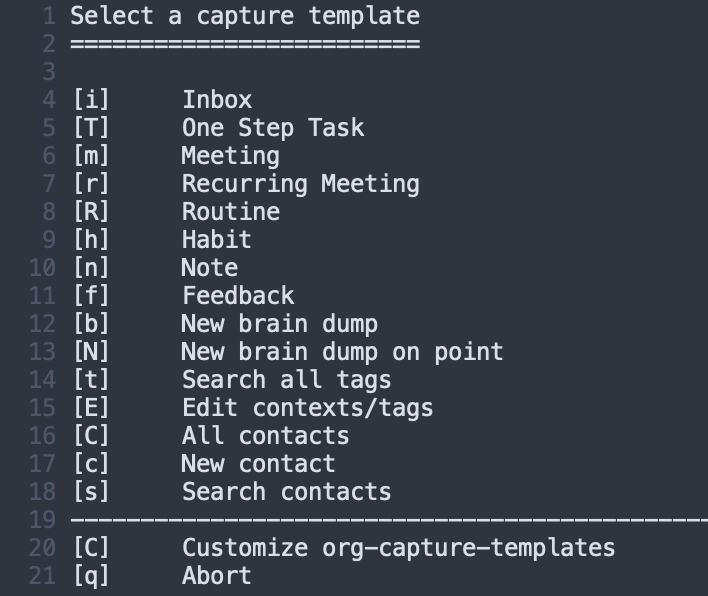 1 Select a capture template
2 =========================
3
4 [i]     Inbox
5 [T]     One Step Task
6 [m]     Meeting
7 [r]     Recurring Meeting
8 [R]     Routine
9 [h]     Habit
10 [n]     Note
11 [f]     Feedback
12 [b]     New brain dump
13 [N]     New brain dump on point
14 [t]     Search all tags
15 [E]     Edit contexts/tags
16 [C]     All contacts
17 [c]     New contact
18 [s]     Search contacts
19 ----------------------------------------------
20 [C]     Customize org-capture-templates
21 [q]     Abort